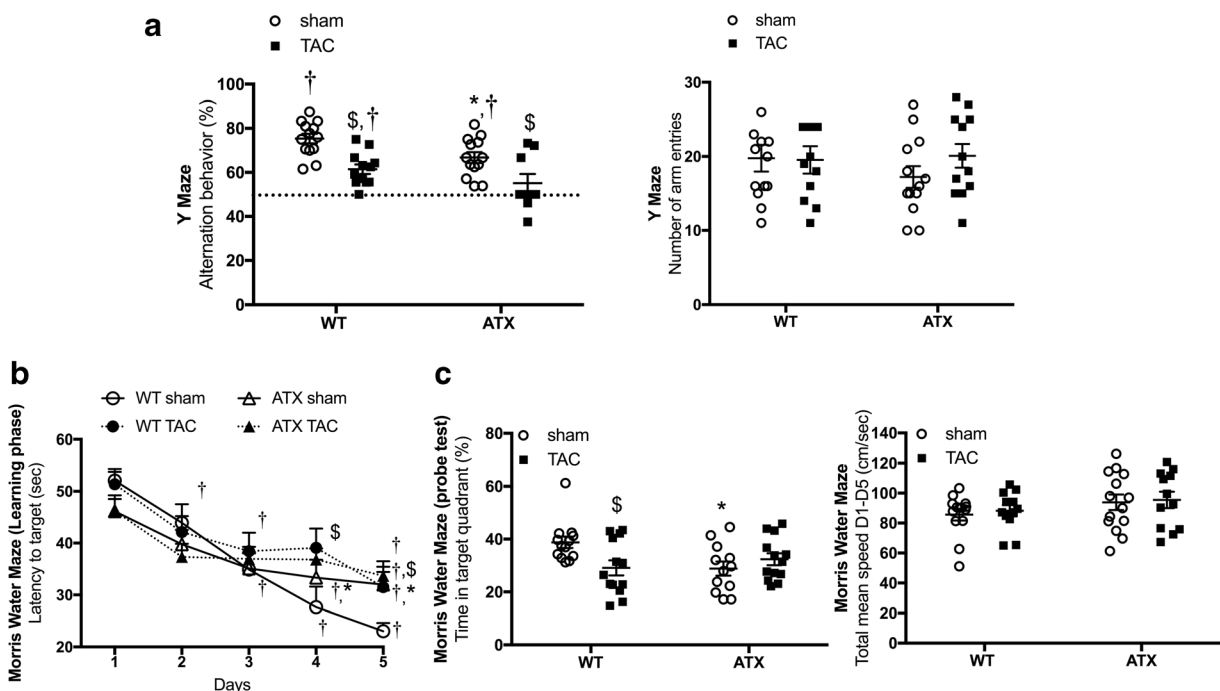 a
sham
TAC
Y Maze
Alternation behavior (%)
100
80
60
40
20
0
†
$, †
*,†
$
WT
ATX
sham
TAC
Y Maze
Number of arm entries
30
20
10
0
WT
ATX
b
WT sham
ATX sham
WT TAC
ATX TAC
Morris Water Maze (Learning phase)
Latency to target (sec)
60
50
40
30
20
†
†
†
$
†,*
†
†
†,$
†,*
†
1
2
3
4
5
Days
c
Morris Water Maze (probe test)
Time in target quadrant (%)
sham
TAC
80
60
40
20
0
$
*
WT
ATX
Morris Water Maze
Total mean speed D1-D5 (cm/sec)
sham
TAC
140
120
100
80
60
40
20
0
WT
ATX